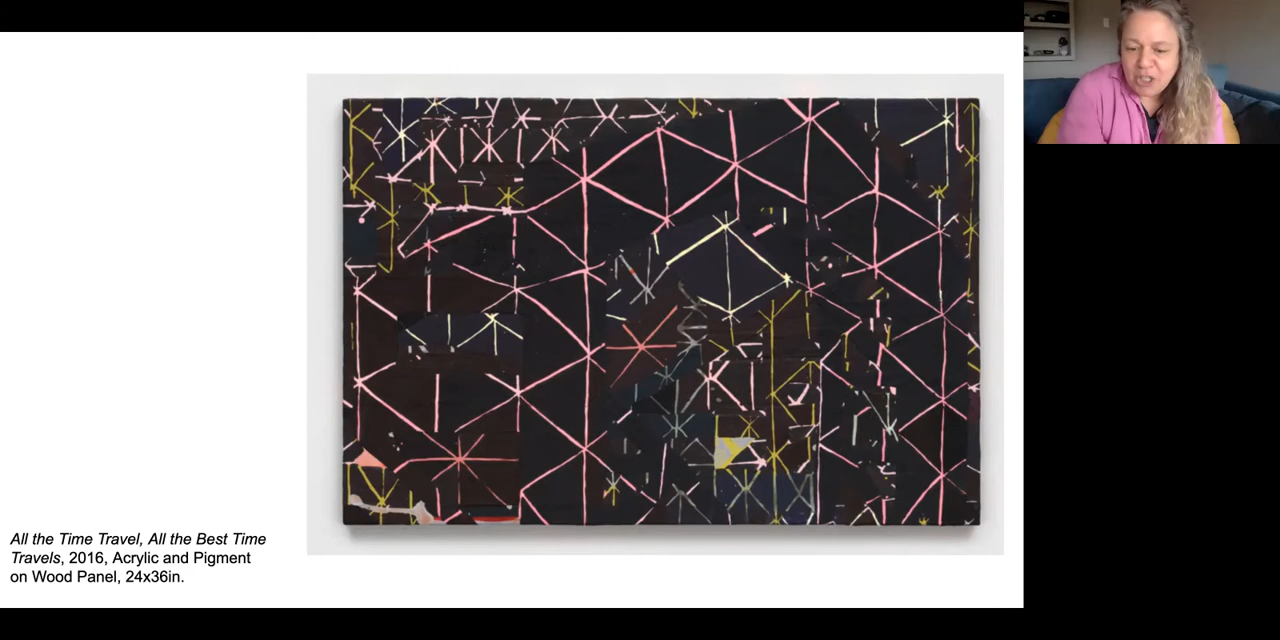 All the Time Travel, All the Best Time
Travels, 2016, Acrylic and Pigment
on Wood Panel, 24x36in.